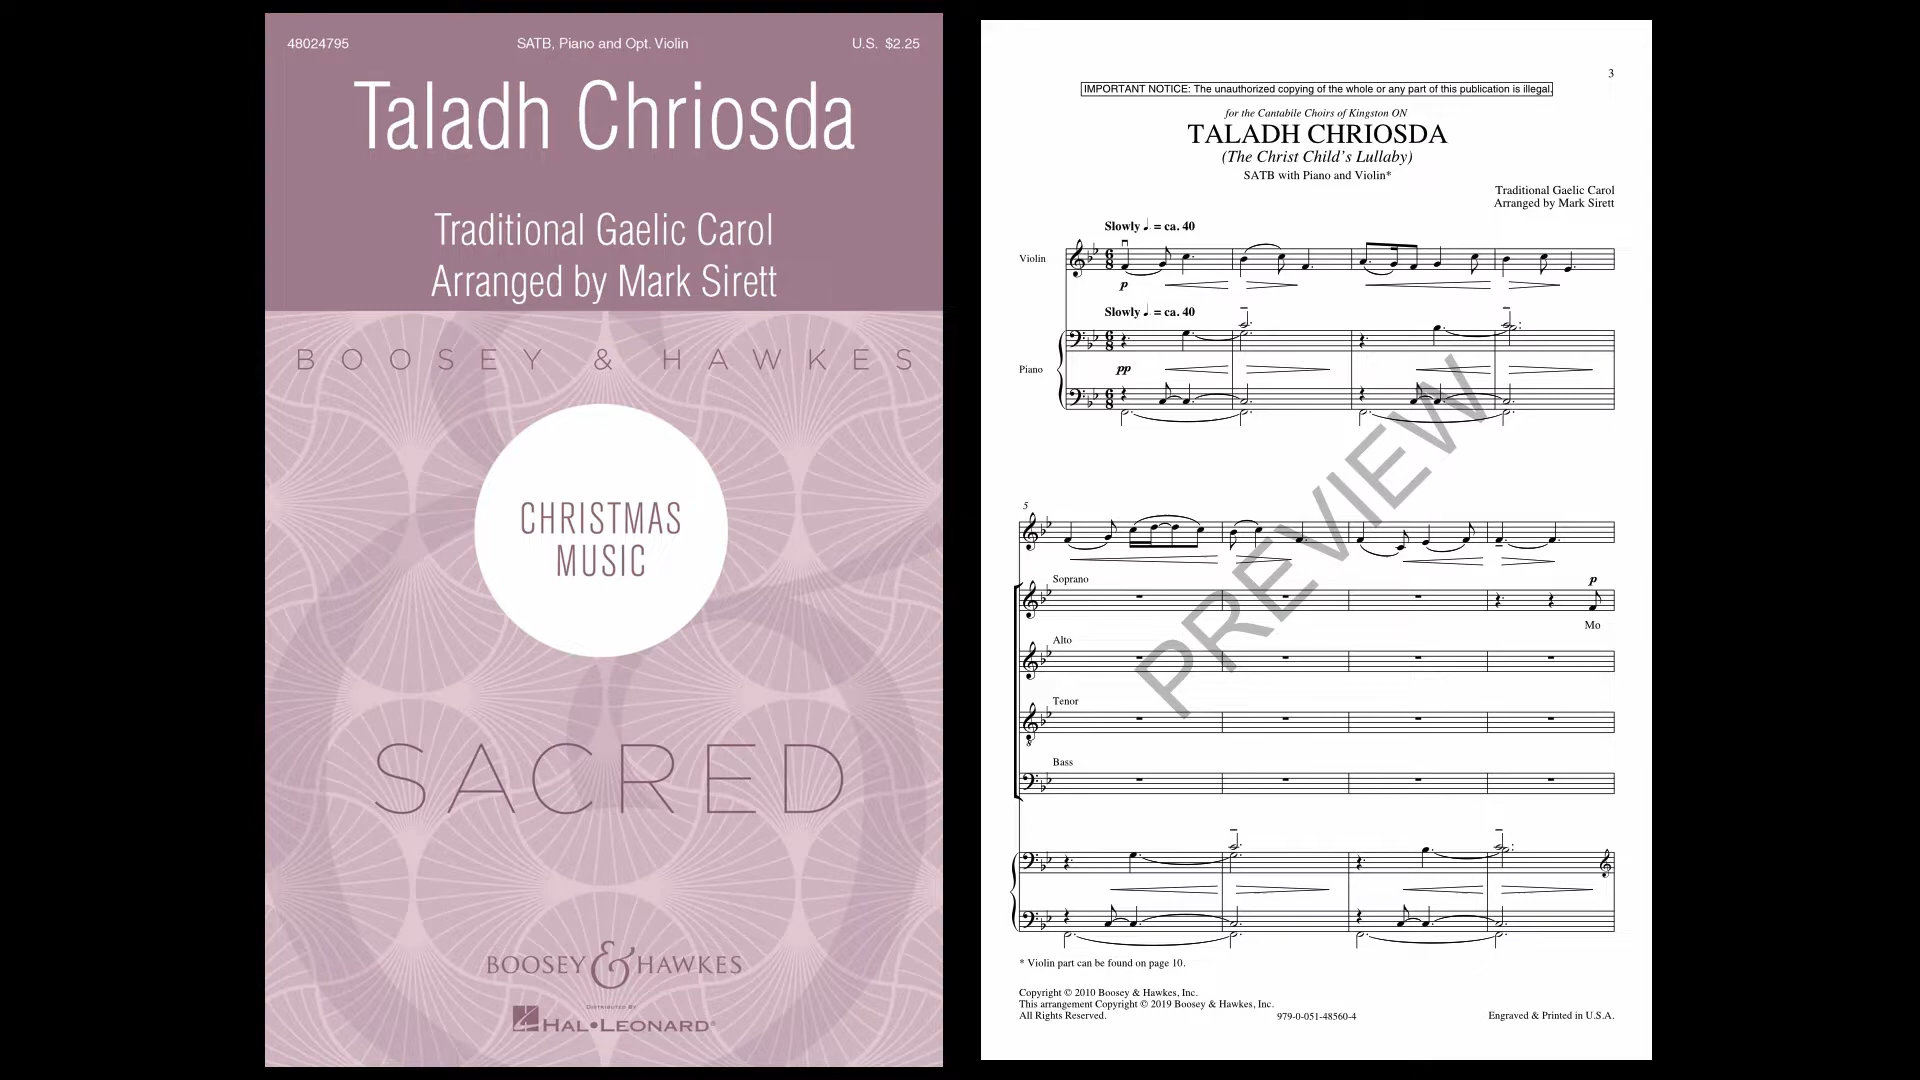 48024795 SATB, Piano and Opt. Violin U.S. $2.25
Taladh Chriosda
Traditional Gaelic Carol
Arranged by Mark Sirett
BOOSEY & HAWKES
CHRISTMAS
MUSIC
SACRED
BOOSEY & HAWKES
DISTRIBUTED BY
HAL•LEONARD®
3
IMPORTANT NOTICE: The unauthorized copying of the whole or any part of this publication is illegal.
for the Cantabile Choirs of Kingston ON
TALADH CHRIOSDA
(The Christ Child's Lullaby)
SATB with Piano and Violin*
Traditional Gaelic Carol
Arranged by Mark Sirett
Slowly ♩. = ca. 40
Violin
p
Slowly ♩. = ca. 40
Piano
pp
PREVIEW
5
Soprano
p
Mo
Alto
Tenor
Bass
* Violin part can be found on page 10.
Copyright © 2010 Boosey & Hawkes, Inc.
This arrangement Copyright © 2019 Boosey & Hawkes, Inc.
All Rights Reserved. 979-0-051-48560-4 Engraved & Printed in U.S.A.